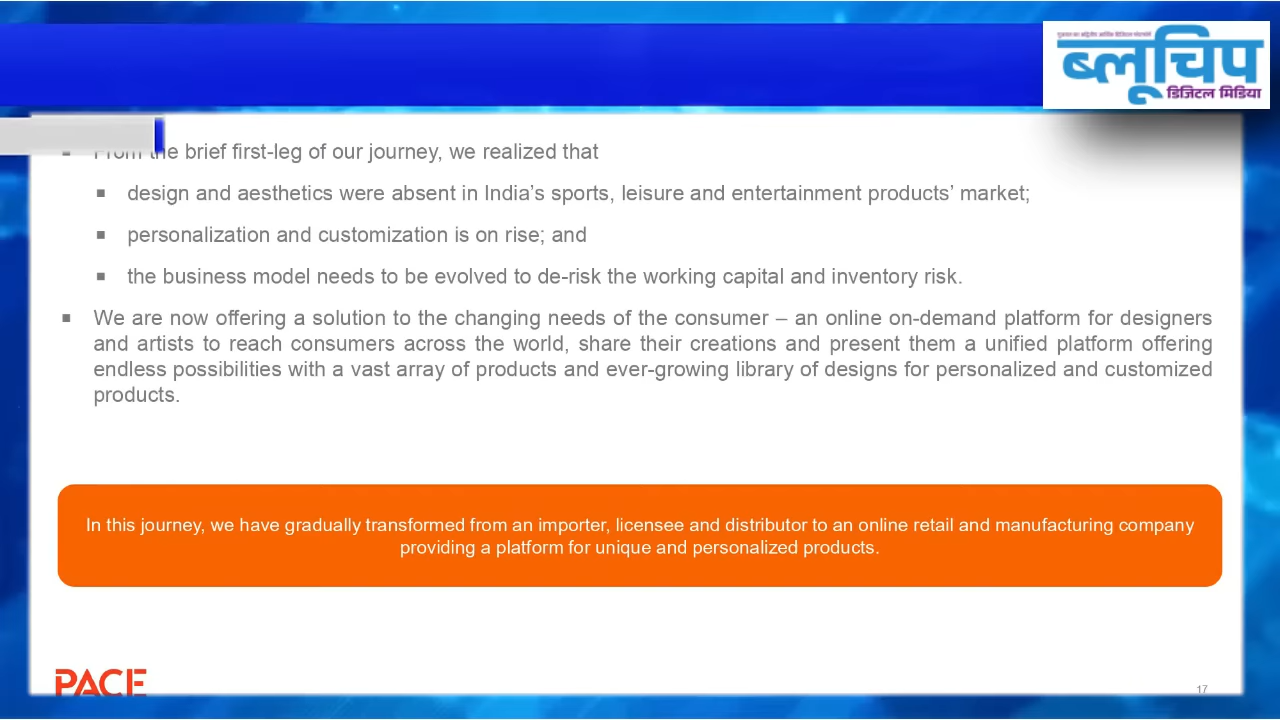 ब्लूचिप
डिजिटल मिडिया
From the brief first-leg of our journey, we realized that
design and aesthetics were absent in India’s sports, leisure and entertainment products’ market;
personalization and customization is on rise; and
the business model needs to be evolved to de-risk the working capital and inventory risk.
We are now offering a solution to the changing needs of the consumer – an online on-demand platform for designers
and artists to reach consumers across the world, share their creations and present them a unified platform offering
endless possibilities with a vast array of products and ever-growing library of designs for personalized and customized
products.
In this journey, we have gradually transformed from an importer, licensee and distributor to an online retail and manufacturing company
providing a platform for unique and personalized products.
PACE
17